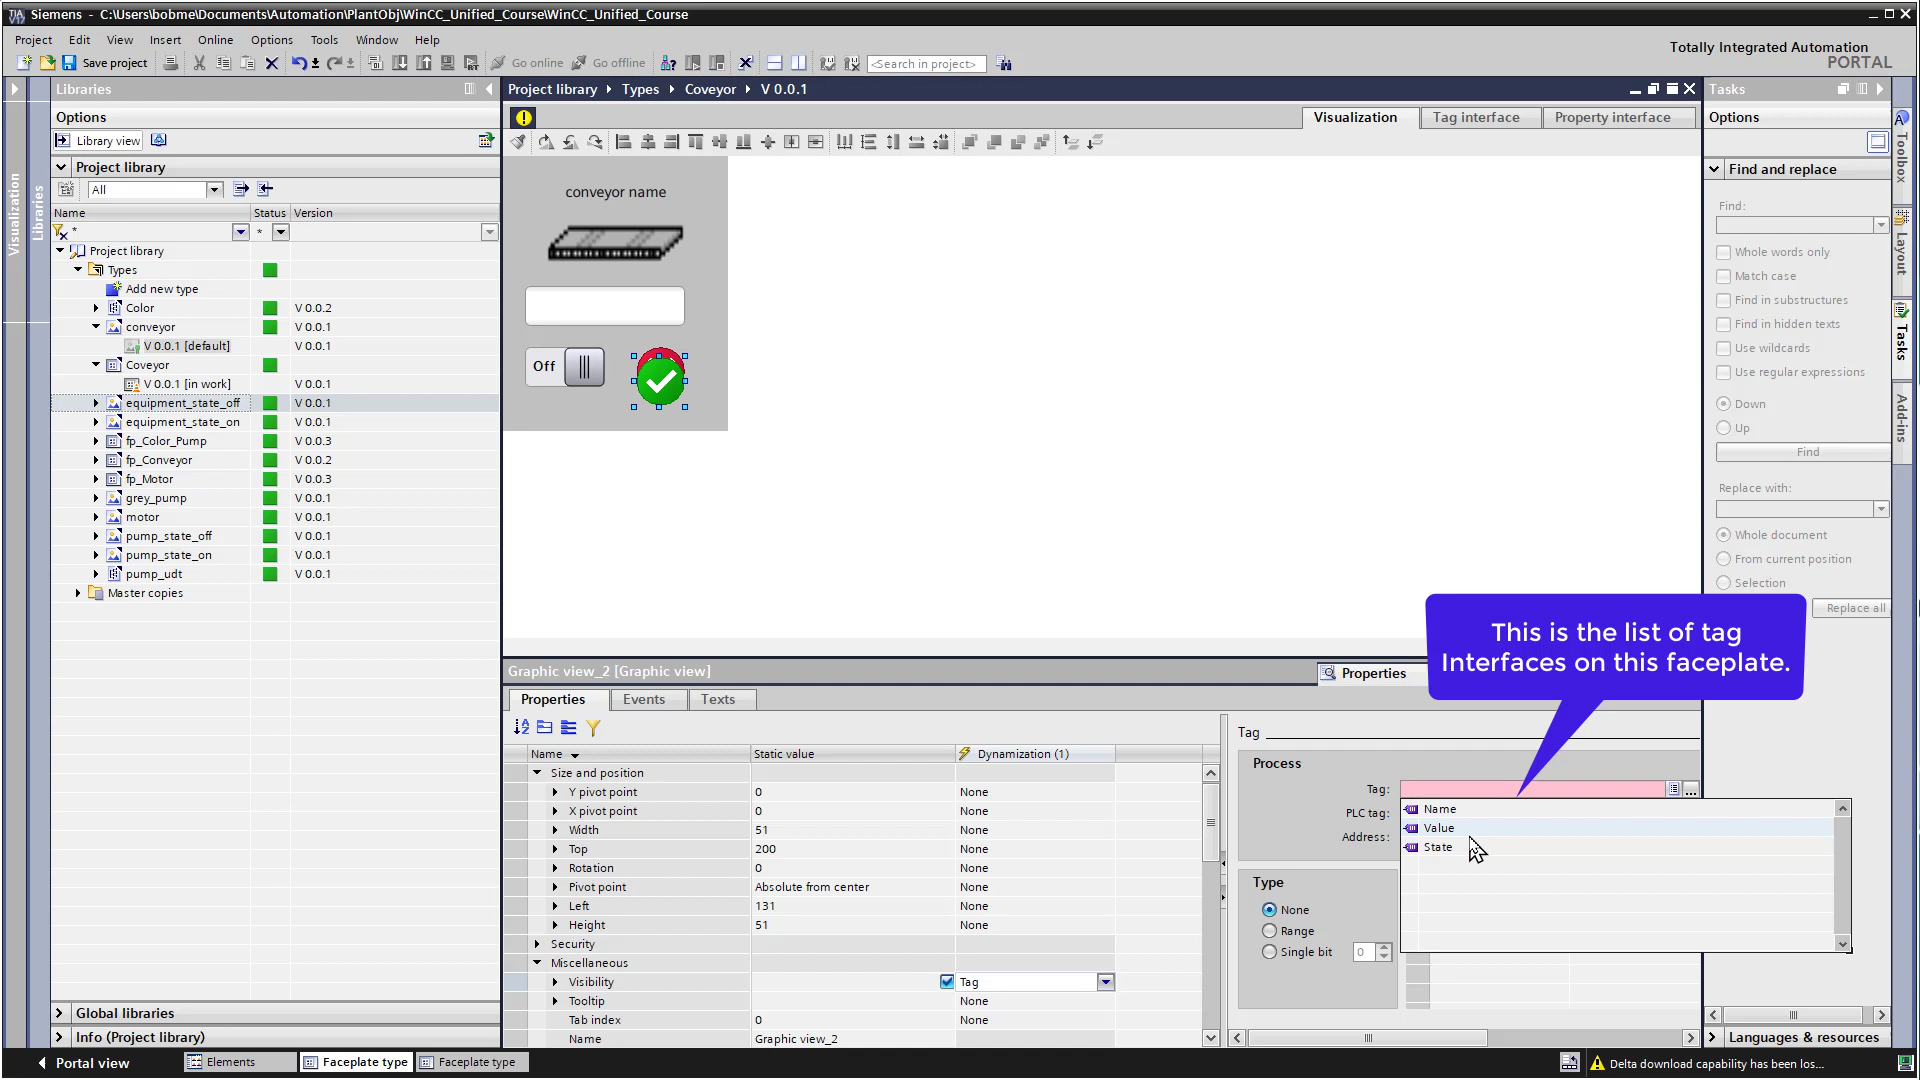 Siemens - C:\Users\bobme\Documents\Automation\PlantObj\WinCC_Unified_Course\WinCC_Unified_Course
Project Edit View Insert Online Options Tools Window Help
Totally Integrated Automation
PORTAL
Save project
Go online
Go offline
<Search in project>
Visualization
Libraries
Libraries
Options
Library view
Project library
All
Name Status Version
* *
Project library
Types
Add new type
Color V 0.0.2
conveyor V 0.0.1
V 0.0.1 [default] V 0.0.1
Coveyor
V 0.0.1 [in work] V 0.0.1
equipment_state_off V 0.0.1
equipment_state_on V 0.0.1
fp_Color_Pump V 0.0.3
fp_Conveyor V 0.0.2
fp_Motor V 0.0.3
grey_pump V 0.0.1
motor V 0.0.1
pump_state_off V 0.0.1
pump_state_on V 0.0.1
pump_udt V 0.0.1
Master copies
Global libraries
Info (Project library)
Project library Types Coveyor V 0.0.1
Visualization Tag interface Property interface
conveyor name
Off
Graphic view_2 [Graphic view]
Properties
Properties Events Texts
Name Static value Dynamization (1)
Size and position
Y pivot point 0 None
X pivot point 0 None
Width 51 None
Top 200 None
Rotation 0 None
Pivot point Absolute from center None
Left 131 None
Height 51 None
Security
Miscellaneous
Visibility Tag
Tooltip None
Tab index 0 None
Name Graphic view_2
Tag
Process
Tag:
PLC tag:
Address:
Name
Value
State
Type
None
Range
Single bit 0
This is the list of tag
Interfaces on this faceplate.
Tasks
Options
Find and replace
Find:
Whole words only
Match case
Find in substructures
Find in hidden texts
Use wildcards
Use regular expressions
Down
Up
Find
Replace with:
Whole document
From current position
Selection
Replace all
Languages & resources
Toolbox
Layout
Tasks
Add-ins
Portal view
Elements
Faceplate type
Faceplate type
Delta download capability has been los...